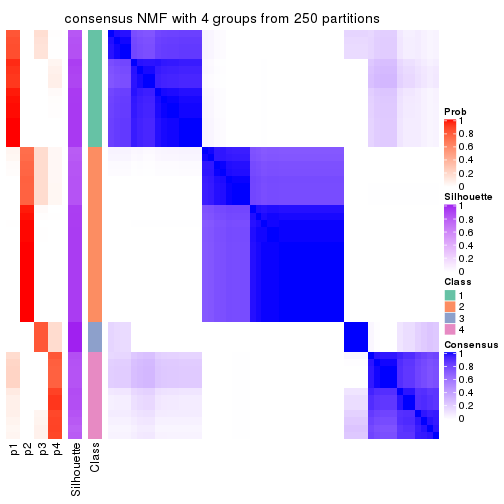 consensus NMF with 4 groups from 250 partitions
Prob
1
0.8
0.6
0.4
0.2
0
Silhouette
1
0.8
0.6
0.4
0.2
0
Class
1
2
3
4
Consensus
1
0.8
0.6
0.4
0.2
0
p1
p2
p3
p4
Silhouette
Class